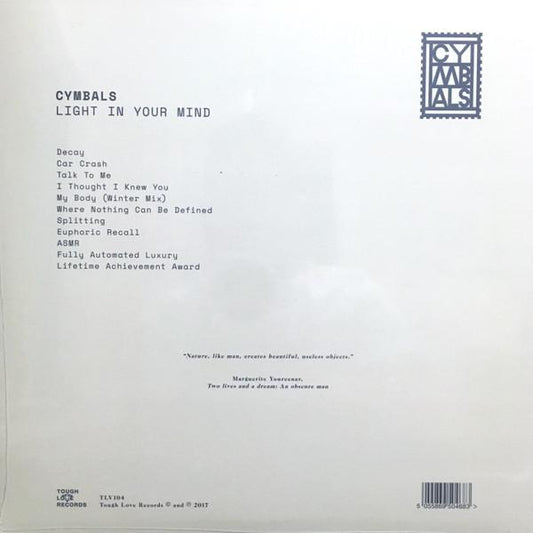 CY
MB
ALS
CYMBALS
LIGHT IN YOUR MIND
Decay
Car Crash
Talk To Me
I Thought I Knew You
My Body (Winter Mix)
Where Nothing Can Be Defined
Splitting
Euphoric Recall
ASMR
Fully Automated Luxury
Lifetime Achievement Award
“Nature, like man, creates beautiful, useless objects.”
Marguerite Yourcenar,
Two lives and a dream: An obscure man
TOUGH
LOVE
RECORDS
TLV104
Tough Love Records © and ℗ 2017
5 055869 504683 >